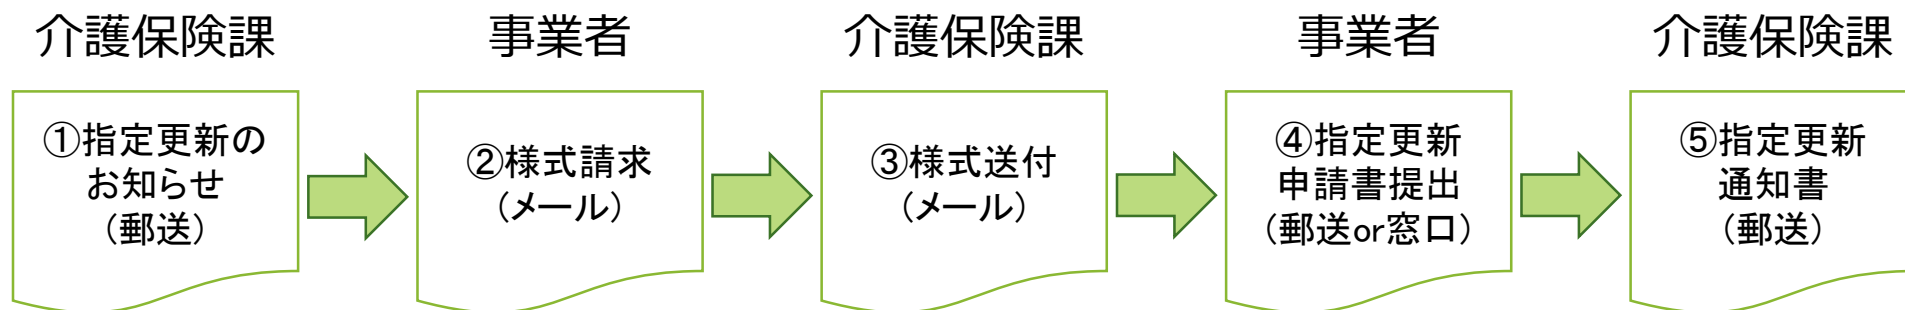 介護保険課
事業者
介護保険課
事業者
介護保険課
①指定更新の
お知らせ
（郵送）
②様式請求
（メール）
③様式送付
（メール）
④指定更新
申請書提出
（郵送or窓口）
⑤指定更新
通知書
（郵送）